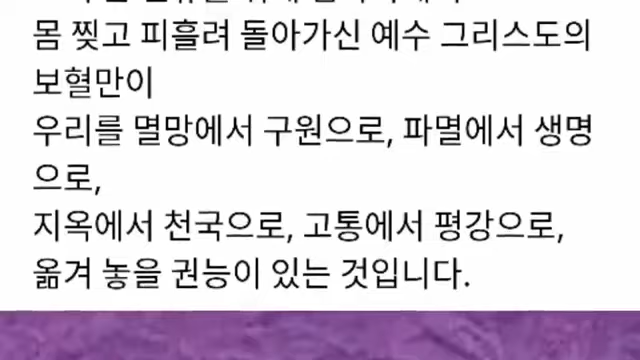 몸 찢고 피흘려 돌아가신 예수 그리스도의
보혈만이
우리를 멸망에서 구원으로, 파멸에서 생명
으로,
지옥에서 천국으로, 고통에서 평강으로,
옮겨 놓을 권능이 있는 것입니다.